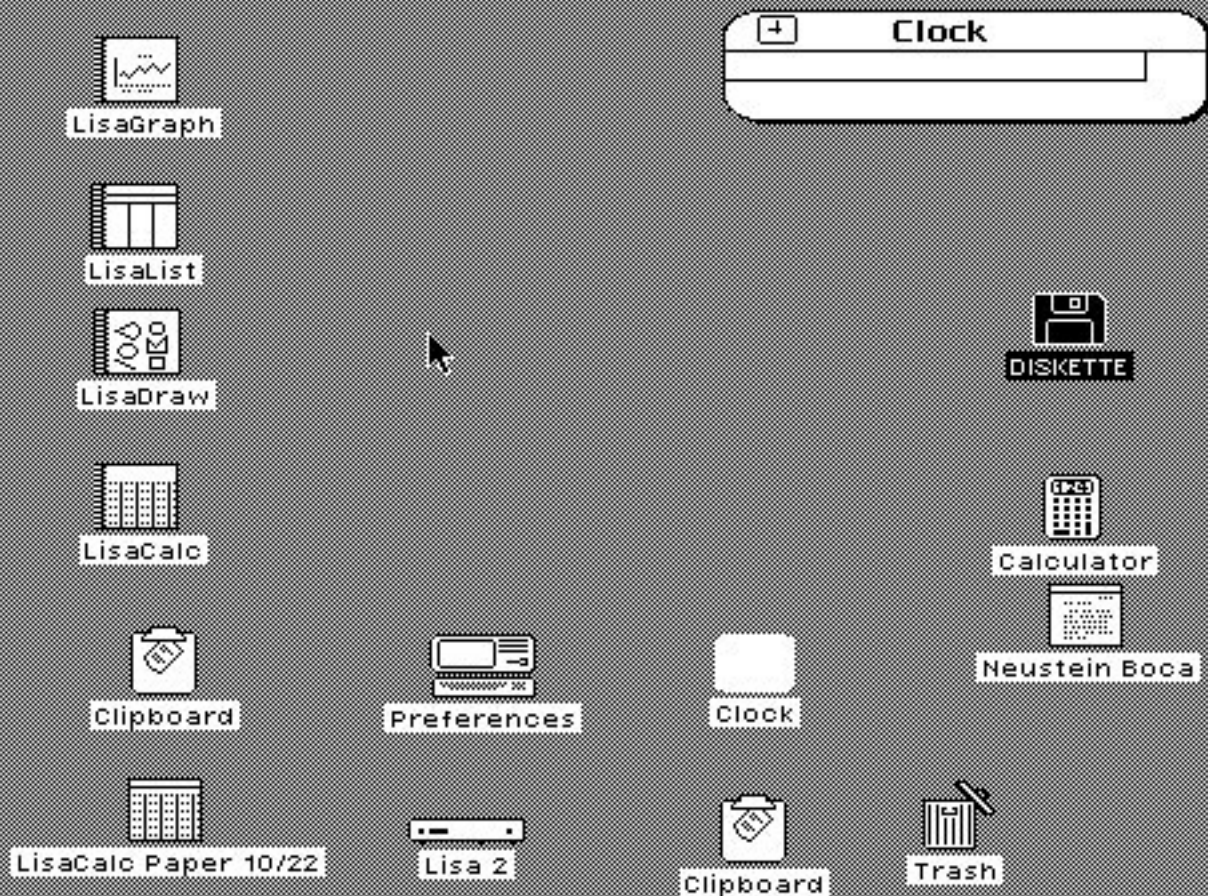 Clock
LisaGraph
LisaList
LisaDraw
DISKETTE
LisaCalc
Calculator
Neustein Boca
Clipboard
Preferences
Clock
LisaCalc Paper 10/22
Lisa 2
Clipboard
Trash